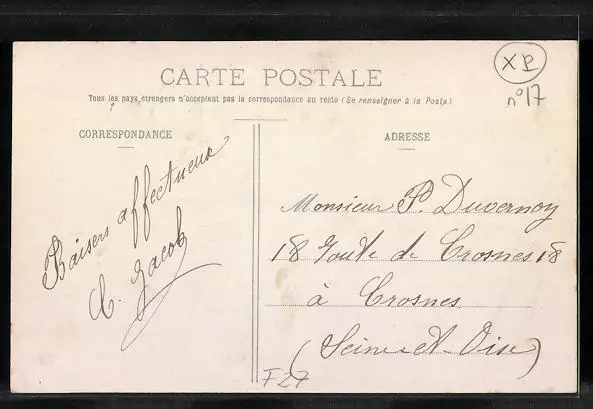 CARTE POSTALE
Tous les pays étrangers n'acceptent pas la correspondance au recto (Se renseigner à la Poste)
CORRESPONDANCE
Baisers affectueux
C. Jacob
ADRESSE
Monsieur P. Duvernoy
18 Route de Crosnes 18
à Crosnes
(Seine et Oise)
n°17
F27